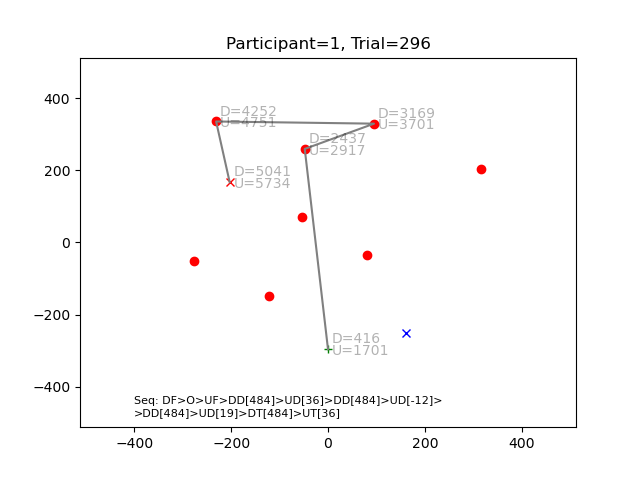 Participant=1, Trial=296
400
200
0
−200
−400
−400
−200
0
200
400
D=4252
U=4751
D=3169
U=3701
D=2437
U=2917
D=5041
U=5734
D=416
U=1701
Seq: DF>O>UF>DD[484]>UD[36]>DD[484]>UD[-12]>
>DD[484]>UD[19]>DT[484]>UT[36]